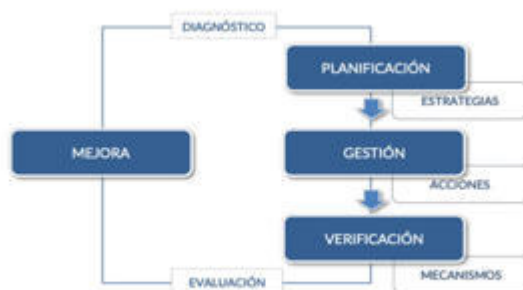 DIAGNÓSTICO
PLANIFICACIÓN
ESTRATEGIAS
MEJORA
GESTIÓN
ACCIONES
VERIFICACIÓN
MECANISMOS
EVALUACIÓN